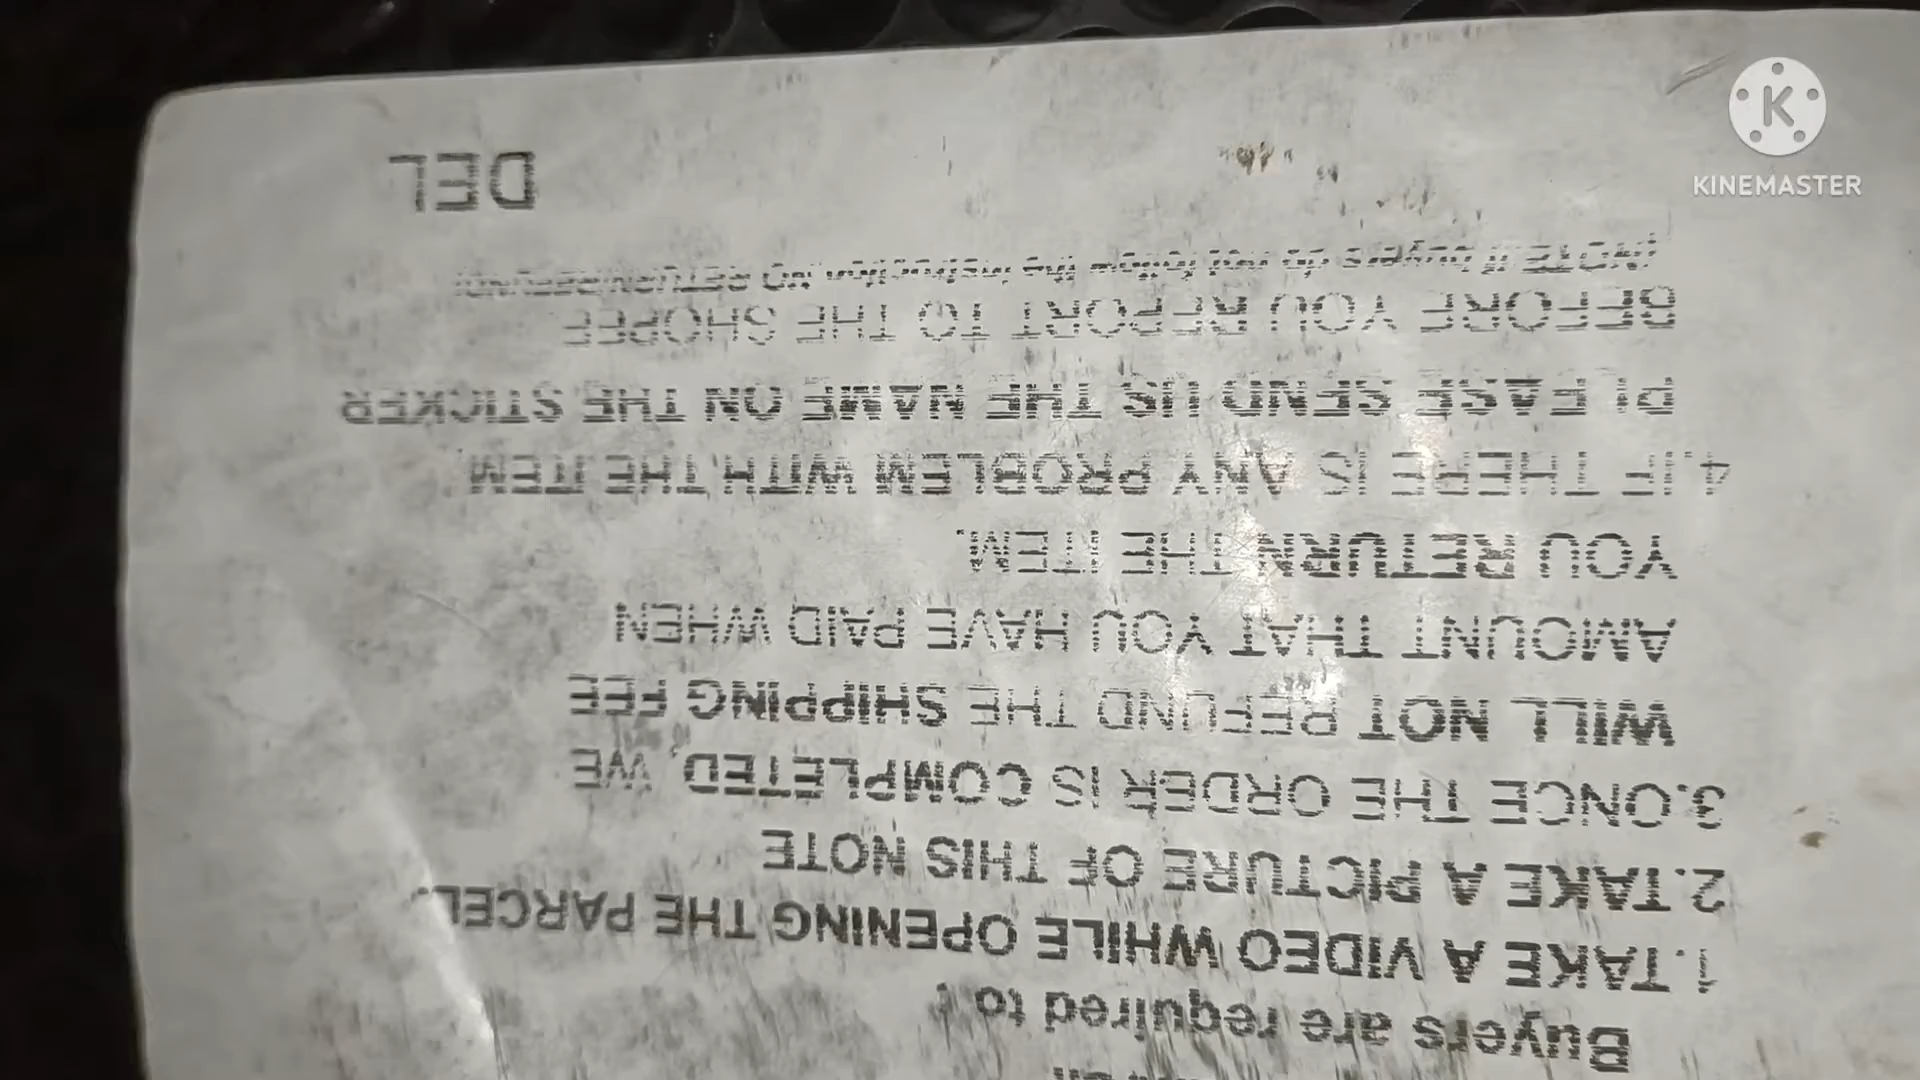 Buyers are required to
1. TAKE A VIDEO WHILE OPENING THE PARCEL.
2. TAKE A PICTURE OF THIS NOTE
3. ONCE THE ORDER IS COMPLETED, WE
WILL NOT REFUND THE SHIPPING FEE
AMOUNT THAT YOU HAVE PAID WHEN
YOU RETURN THE ITEM.
4. IF THERE IS ANY PROBLEM WITH THE ITEM,
PLEASE SEND US THE NAME ON THE STICKER
BEFORE YOU REPORT TO THE SHOPEE
(NOTE: if buyers do not follow the NO RETURN/REFUND)
DEL
KINEMASTER